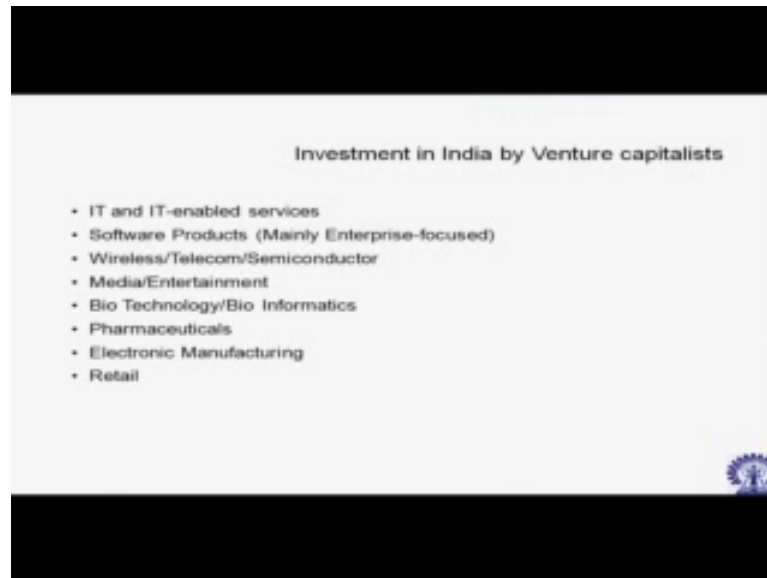 Investment in India by Venture capitalists
• IT and IT-enabled services
• Software Products (Mainly Enterprise-focused)
• Wireless/Telecom/Semiconductor
• Media/Entertainment
• Bio Technology/Bio Informatics
• Pharmaceuticals
• Electronic Manufacturing
• Retail